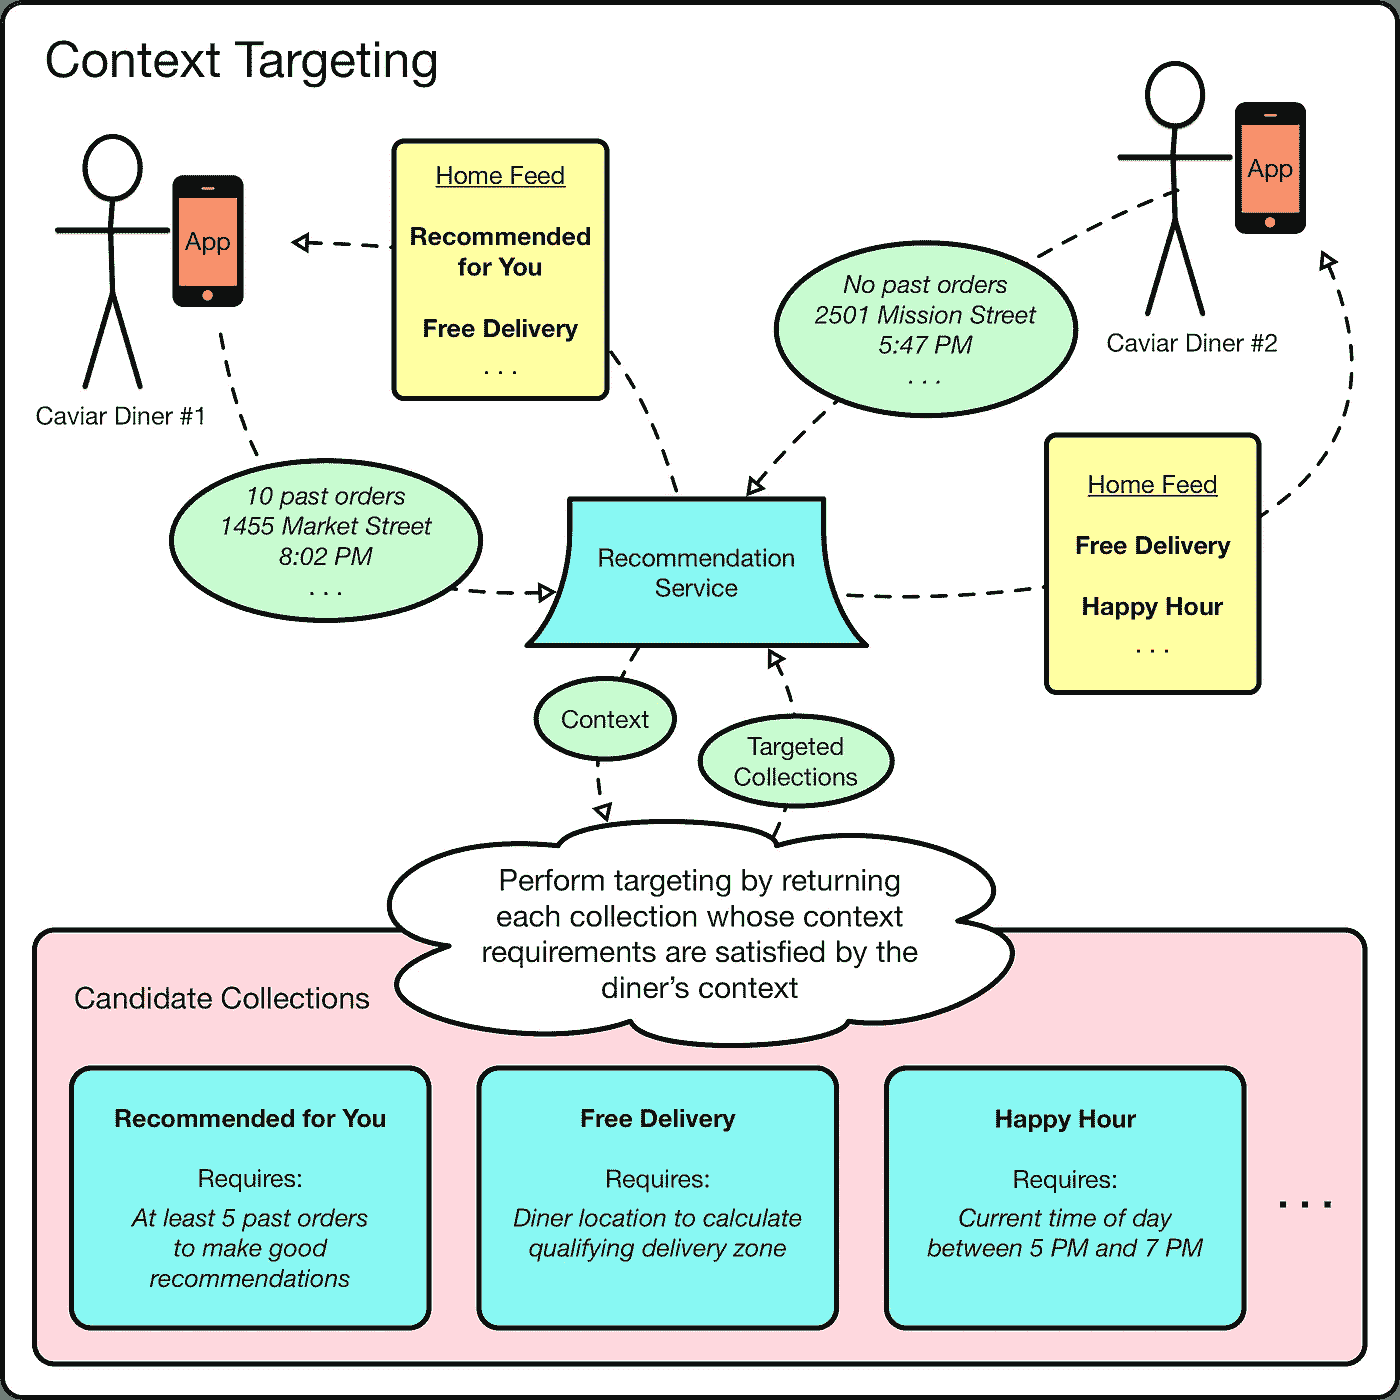 Context Targeting
App
Caviar Diner #1
Home Feed
Recommended
for You
Free Delivery
. . .
No past orders
2501 Mission Street
5:47 PM
. . .
App
Caviar Diner #2
10 past orders
1455 Market Street
8:02 PM
. . .
Recommendation
Service
Home Feed
Free Delivery
Happy Hour
. . .
Context
Targeted
Collections
Perform targeting by returning
each collection whose context
requirements are satisfied by the
diner’s context
Candidate Collections
Recommended for You
Requires:
At least 5 past orders
to make good
recommendations
Free Delivery
Requires:
Diner location to calculate
qualifying delivery zone
Happy Hour
Requires:
Current time of day
between 5 PM and 7 PM
. . .